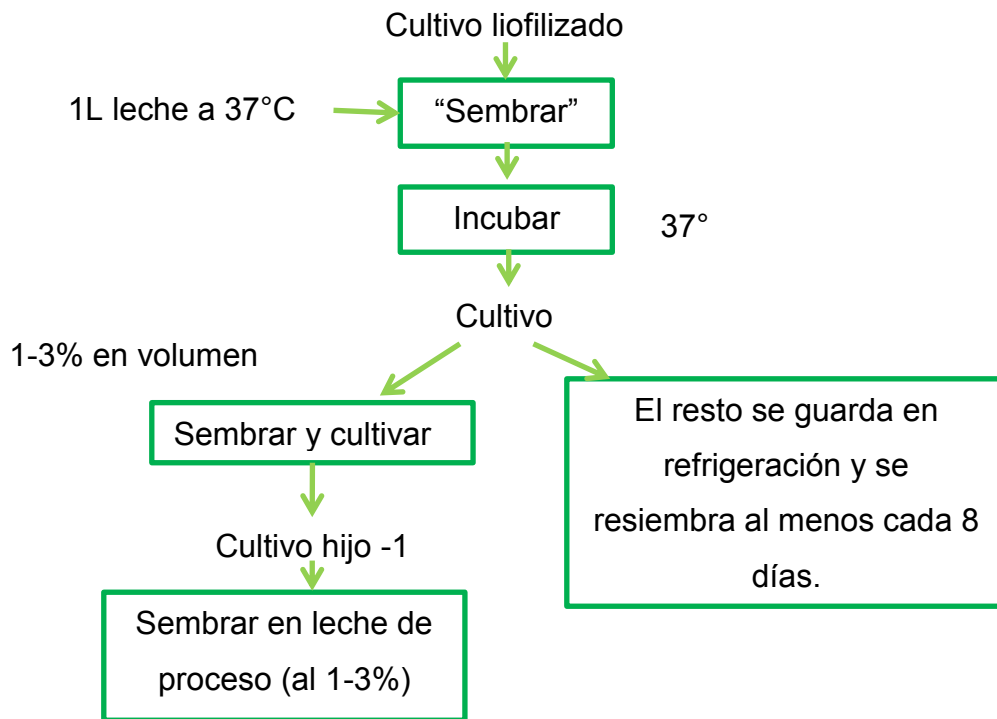 Cultivo liofilizado
1L leche a 37°C
“Sembrar”
Incubar
37°
Cultivo
1-3% en volumen
Sembrar y cultivar
El resto se guarda en
refrigeración y se
resiembra al menos cada 8
días.
Cultivo hijo -1
Sembrar en leche de
proceso (al 1-3%)